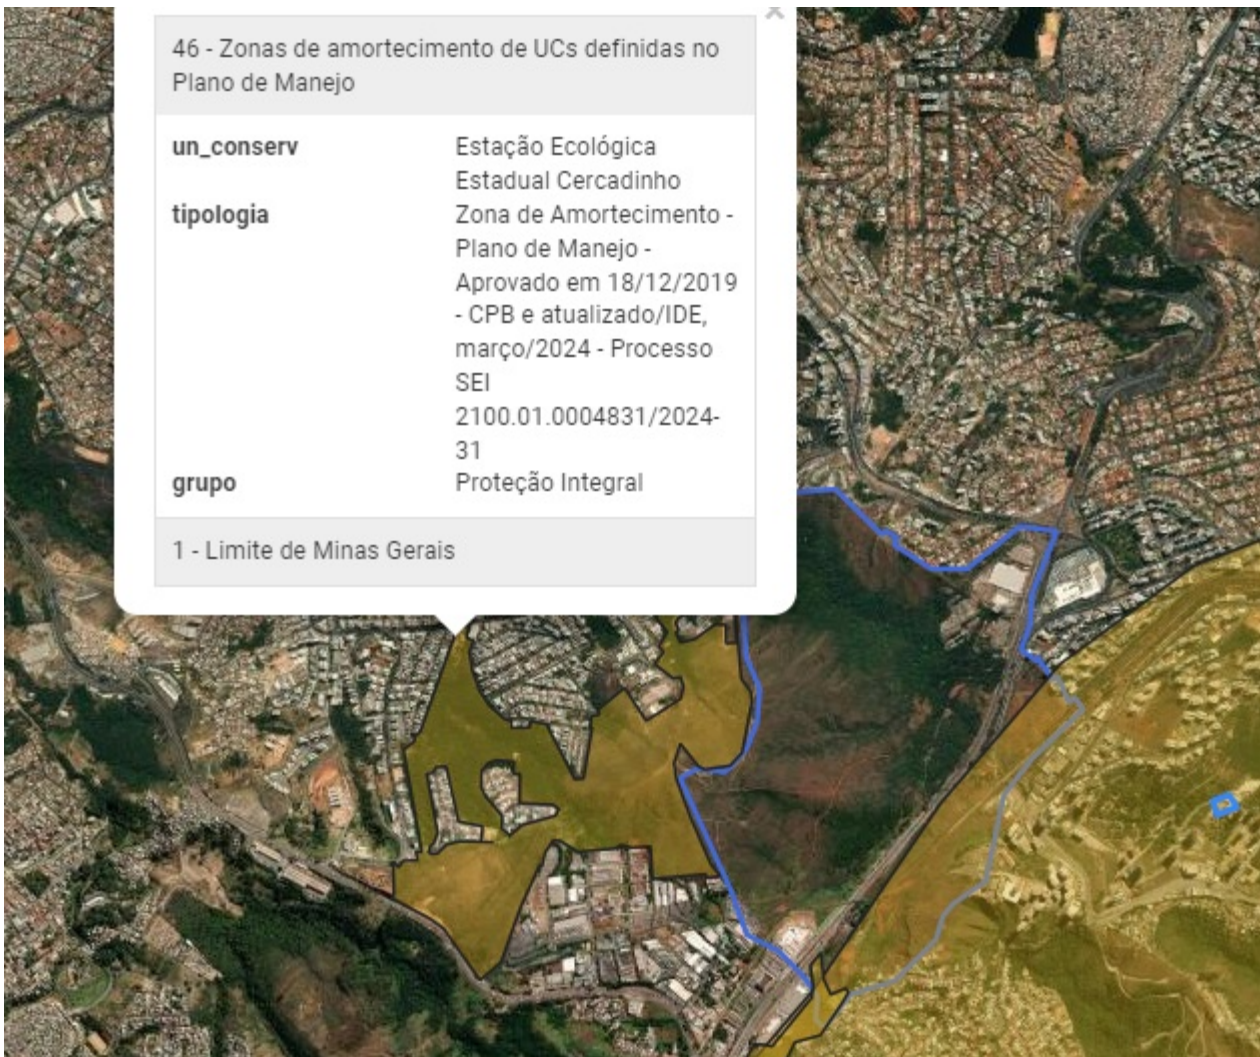 ×
46 - Zonas de amortecimento de UCs definidas no
Plano de Manejo
un_conserv Estação Ecológica
Estadual Cercadinho
tipologia Zona de Amortecimento -
Plano de Manejo -
Aprovado em 18/12/2019
- CPB e atualizado/IDE,
março/2024 - Processo
SEI
2100.01.0004831/2024-
31
grupo Proteção Integral
1 - Limite de Minas Gerais